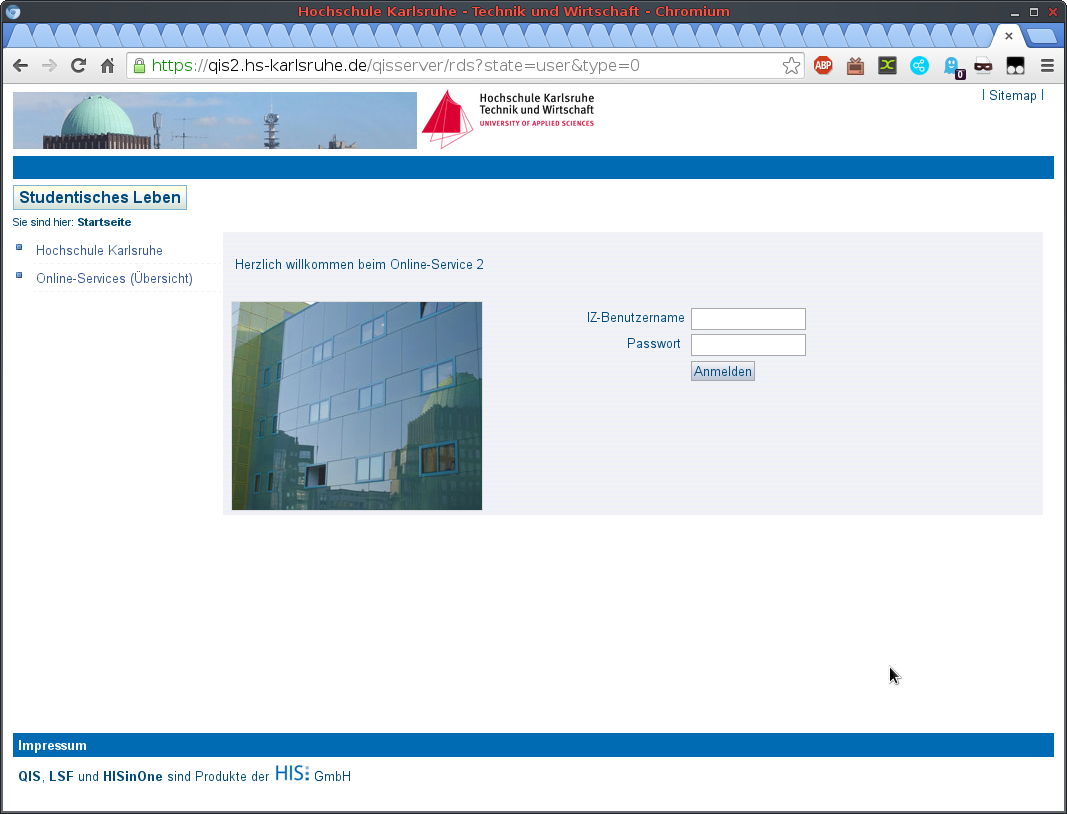 Hochschule Karlsruhe - Technik und Wirtschaft - Chromium
https://qis2.hs-karlsruhe.de/qisserver/rds?state=user&type=0
ABP
0
Hochschule Karlsruhe
Technik und Wirtschaft
UNIVERSITY OF APPLIED SCIENCES
| Sitemap |
Studentisches Leben
Sie sind hier: Startseite
Hochschule Karlsruhe
Online-Services (Übersicht)
Herzlich willkommen beim Online-Service 2
IZ-Benutzername
Passwort
Anmelden
Impressum
QIS, LSF und HISinOne sind Produkte der HIS GmbH